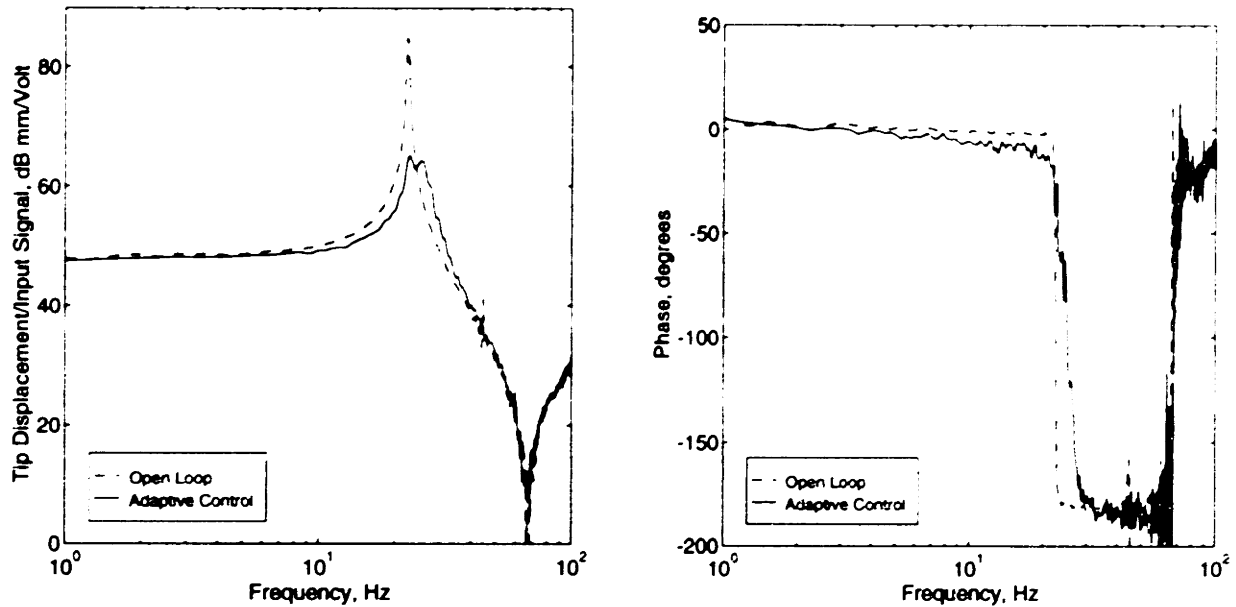 Tip Displacement/Input Signal, dB mm/Volt
80
60
40
20
0
Open Loop
Adaptive Control
10^0
10^1
10^2
Frequency, Hz
Phase, degrees
50
0
-50
-100
-150
-200
Open Loop
Adaptive Control
10^0
10^1
10^2
Frequency, Hz